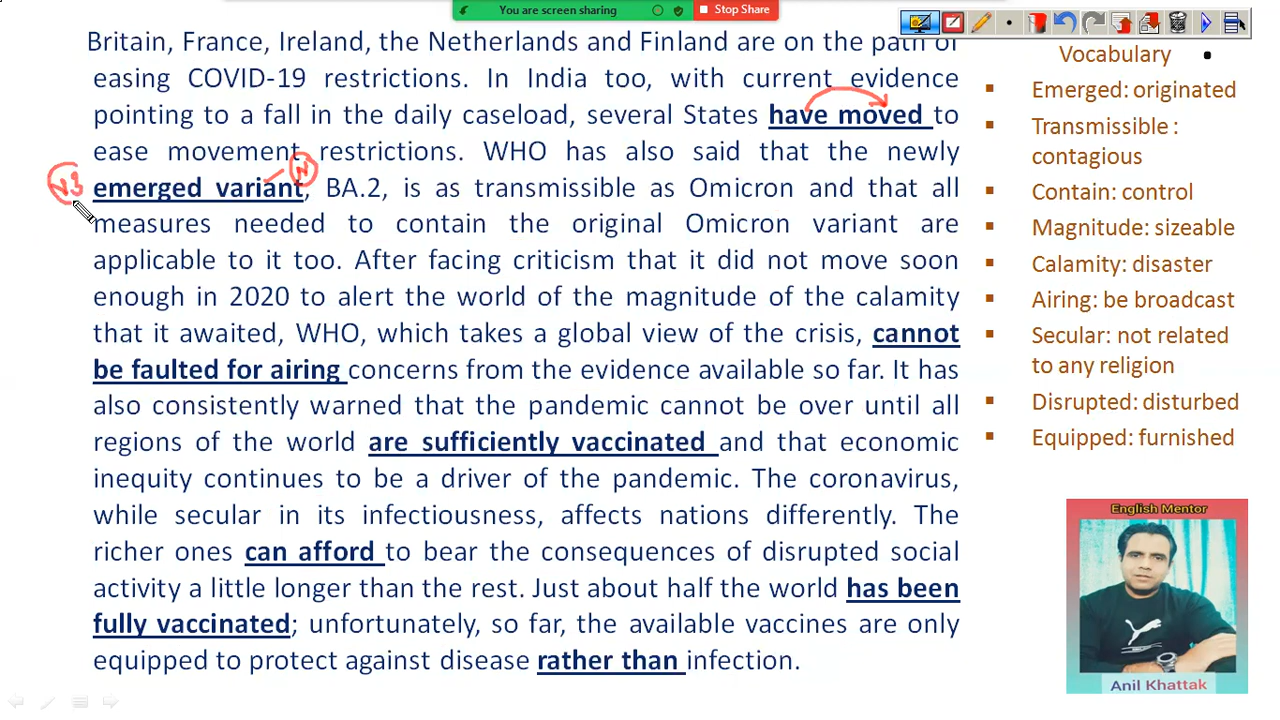 You are screen sharing
Stop Share
Britain, France, Ireland, the Netherlands and Finland are on the path of
easing COVID-19 restrictions. In India too, with current evidence
pointing to a fall in the daily caseload, several States have moved to
ease movement restrictions. WHO has also said that the newly
N
V3
emerged variant, BA.2, is as transmissible as Omicron and that all
measures needed to contain the original Omicron variant are
applicable to it too. After facing criticism that it did not move soon
enough in 2020 to alert the world of the magnitude of the calamity
that it awaited, WHO, which takes a global view of the crisis, cannot
be faulted for airing concerns from the evidence available so far. It has
also consistently warned that the pandemic cannot be over until all
regions of the world are sufficiently vaccinated and that economic
inequity continues to be a driver of the pandemic. The coronavirus,
while secular in its infectiousness, affects nations differently. The
richer ones can afford to bear the consequences of disrupted social
activity a little longer than the rest. Just about half the world has been
fully vaccinated; unfortunately, so far, the available vaccines are only
equipped to protect against disease rather than infection.
Vocabulary
Emerged: originated
Transmissible :
contagious
Contain: control
Magnitude: sizeable
Calamity: disaster
Airing: be broadcast
Secular: not related
to any religion
Disrupted: disturbed
Equipped: furnished
English Mentor
Anil Khattak